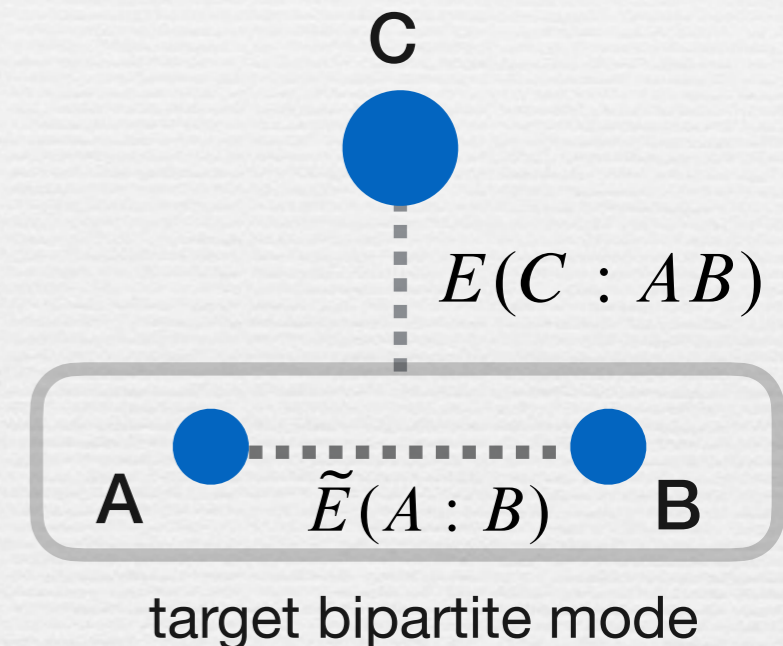 C
E(C : AB)
A
Ẽ(A : B)
B
target bipartite mode